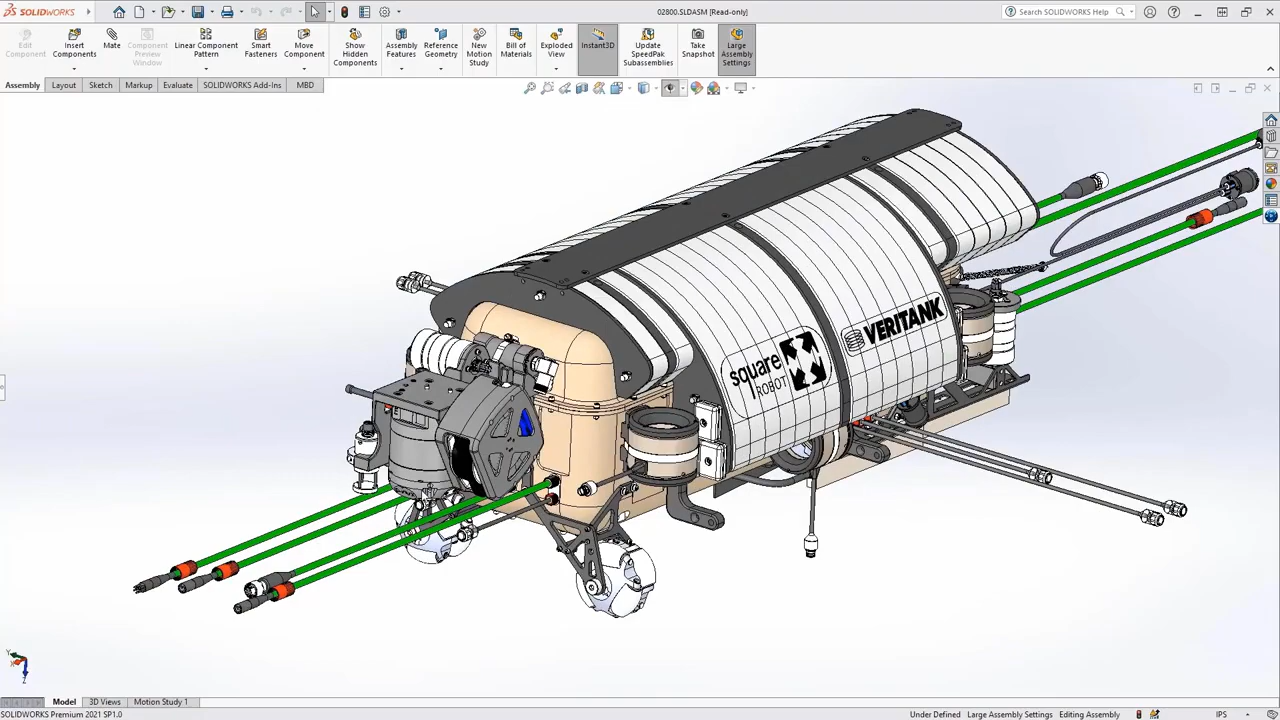 SOLIDWORKS
02800.SLDASM [Read-only]
Search SOLIDWORKS Help
Edit Component
Insert Components
Mate
Component Preview Window
Linear Component Pattern
Smart Fasteners
Move Component
Show Hidden Components
Assembly Features
Reference Geometry
New Motion Study
Bill of Materials
Exploded View
Instant3D
Update SpeedPak Subassemblies
Take Snapshot
Large Assembly Settings
Assembly
Layout
Sketch
Markup
Evaluate
SOLIDWORKS Add-Ins
MBD
VERITANK
square
ROBOT
Y
X
Z
Model
3D Views
Motion Study 1
SOLIDWORKS Premium 2021 SP1.0
Under Defined
Large Assembly Settings
Editing Assembly
IPS